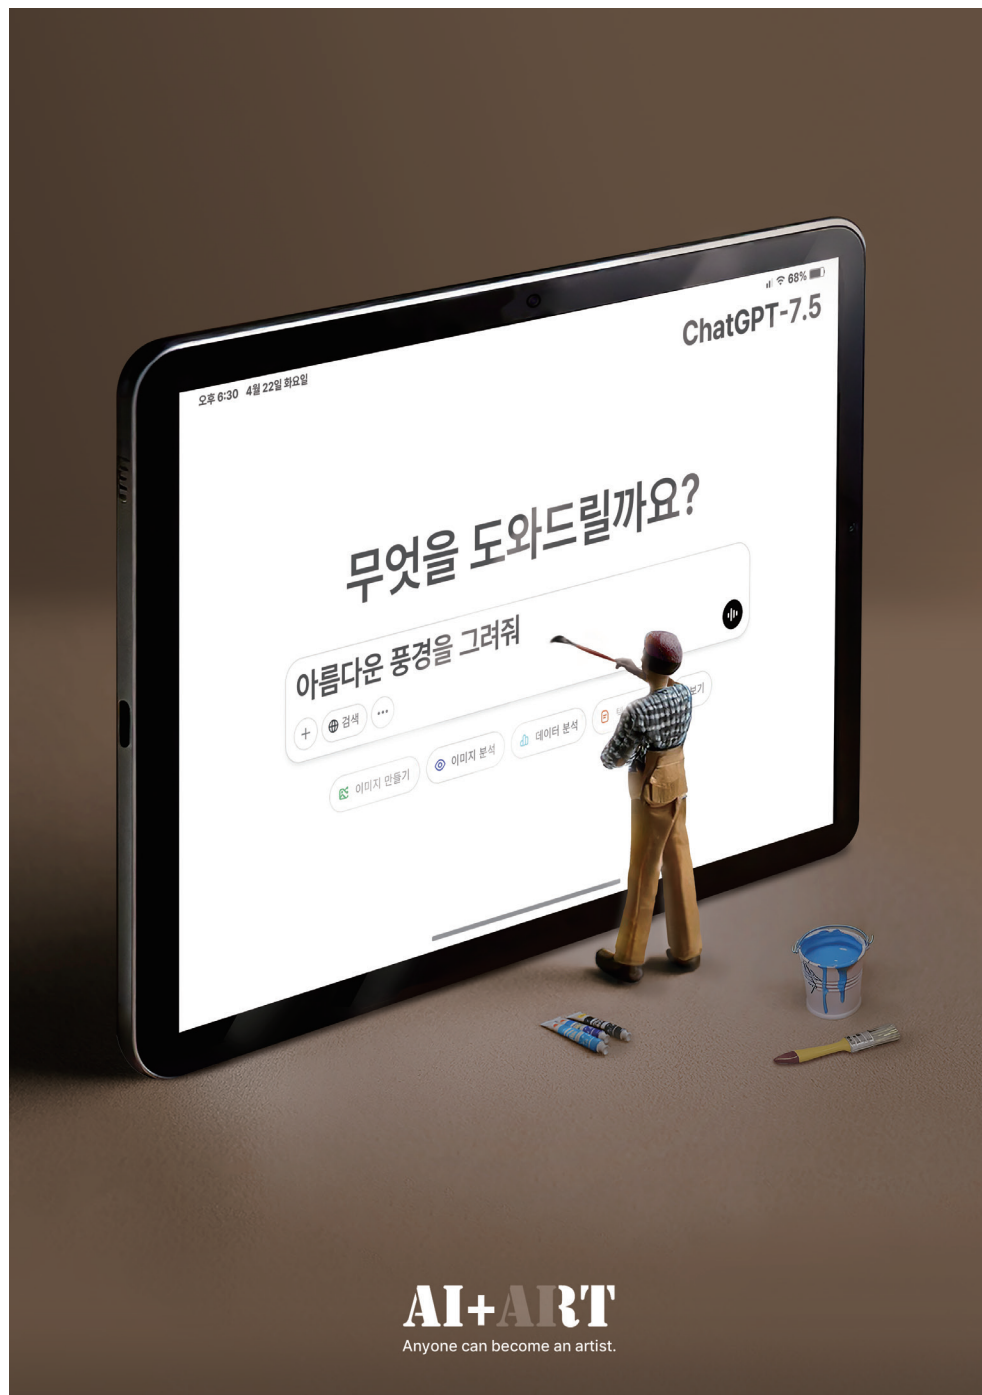 오후 6:30 4월 22일 화요일
68%
ChatGPT-7.5
무엇을 도와드릴까요?
아름다운 풍경을 그려줘
검색
이미지 만들기
이미지 분석
데이터 분석
보기
AI+ART
Anyone can become an artist.